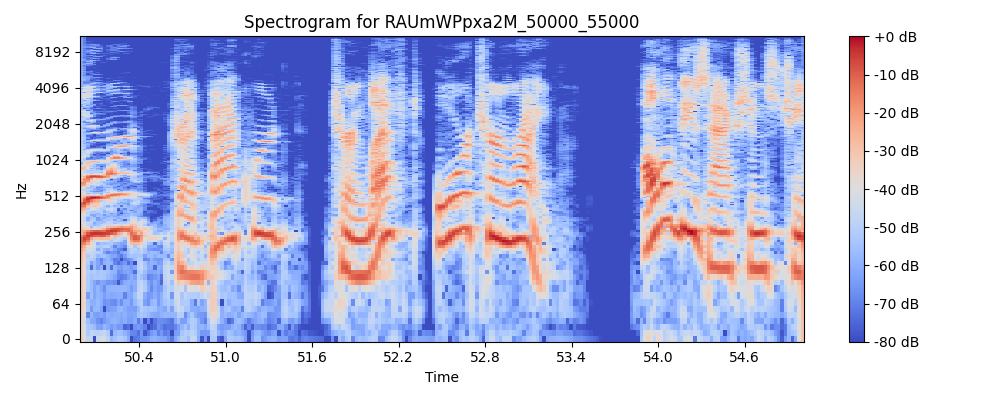 Spectrogram for RAUmWPpxa2M_50000_55000
8192
4096
2048
1024
512
256
128
64
0
Hz
50.4 51.0 51.6 52.2 52.8 53.4 54.0 54.6
Time
+0 dB
-10 dB
-20 dB
-30 dB
-40 dB
-50 dB
-60 dB
-70 dB
-80 dB